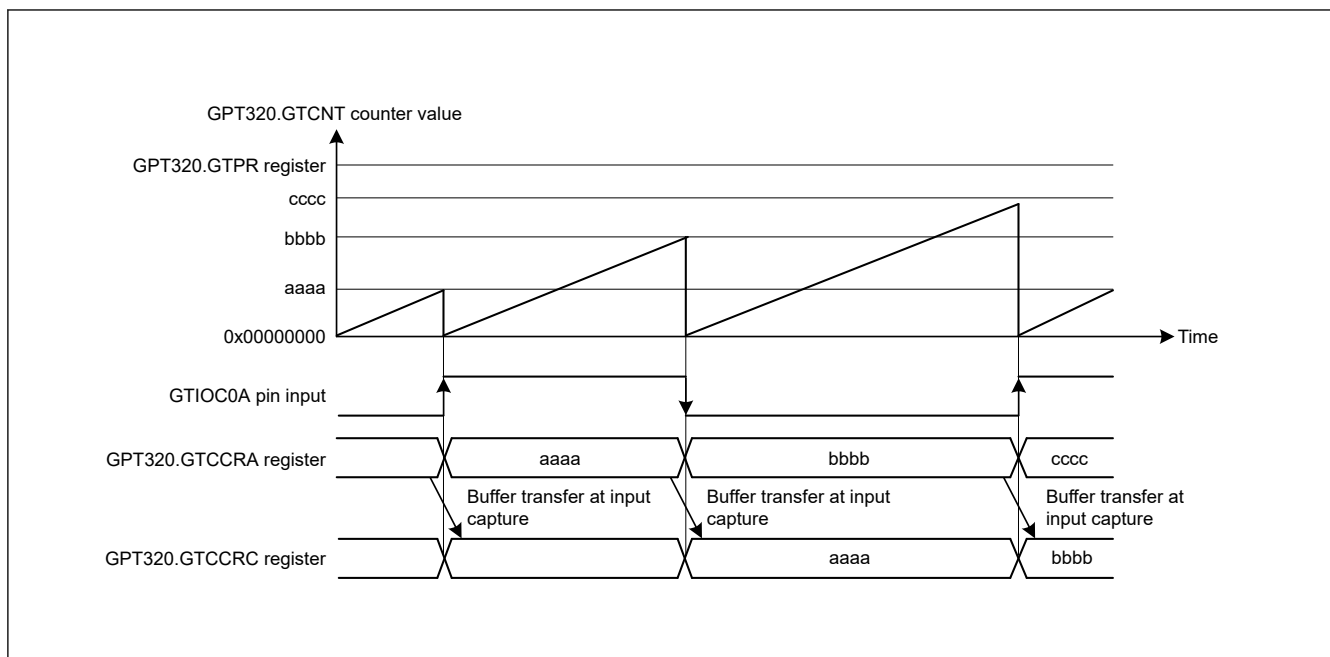 GPT320.GTCNT counter value
GPT320.GTPR register
cccc
bbbb
aaaa
0x00000000
Time
GTIOC0A pin input
GPT320.GTCCRA register
aaaa
bbbb
cccc
Buffer transfer at input
capture
Buffer transfer at input
capture
Buffer transfer at
input capture
GPT320.GTCCRC register
aaaa
bbbb